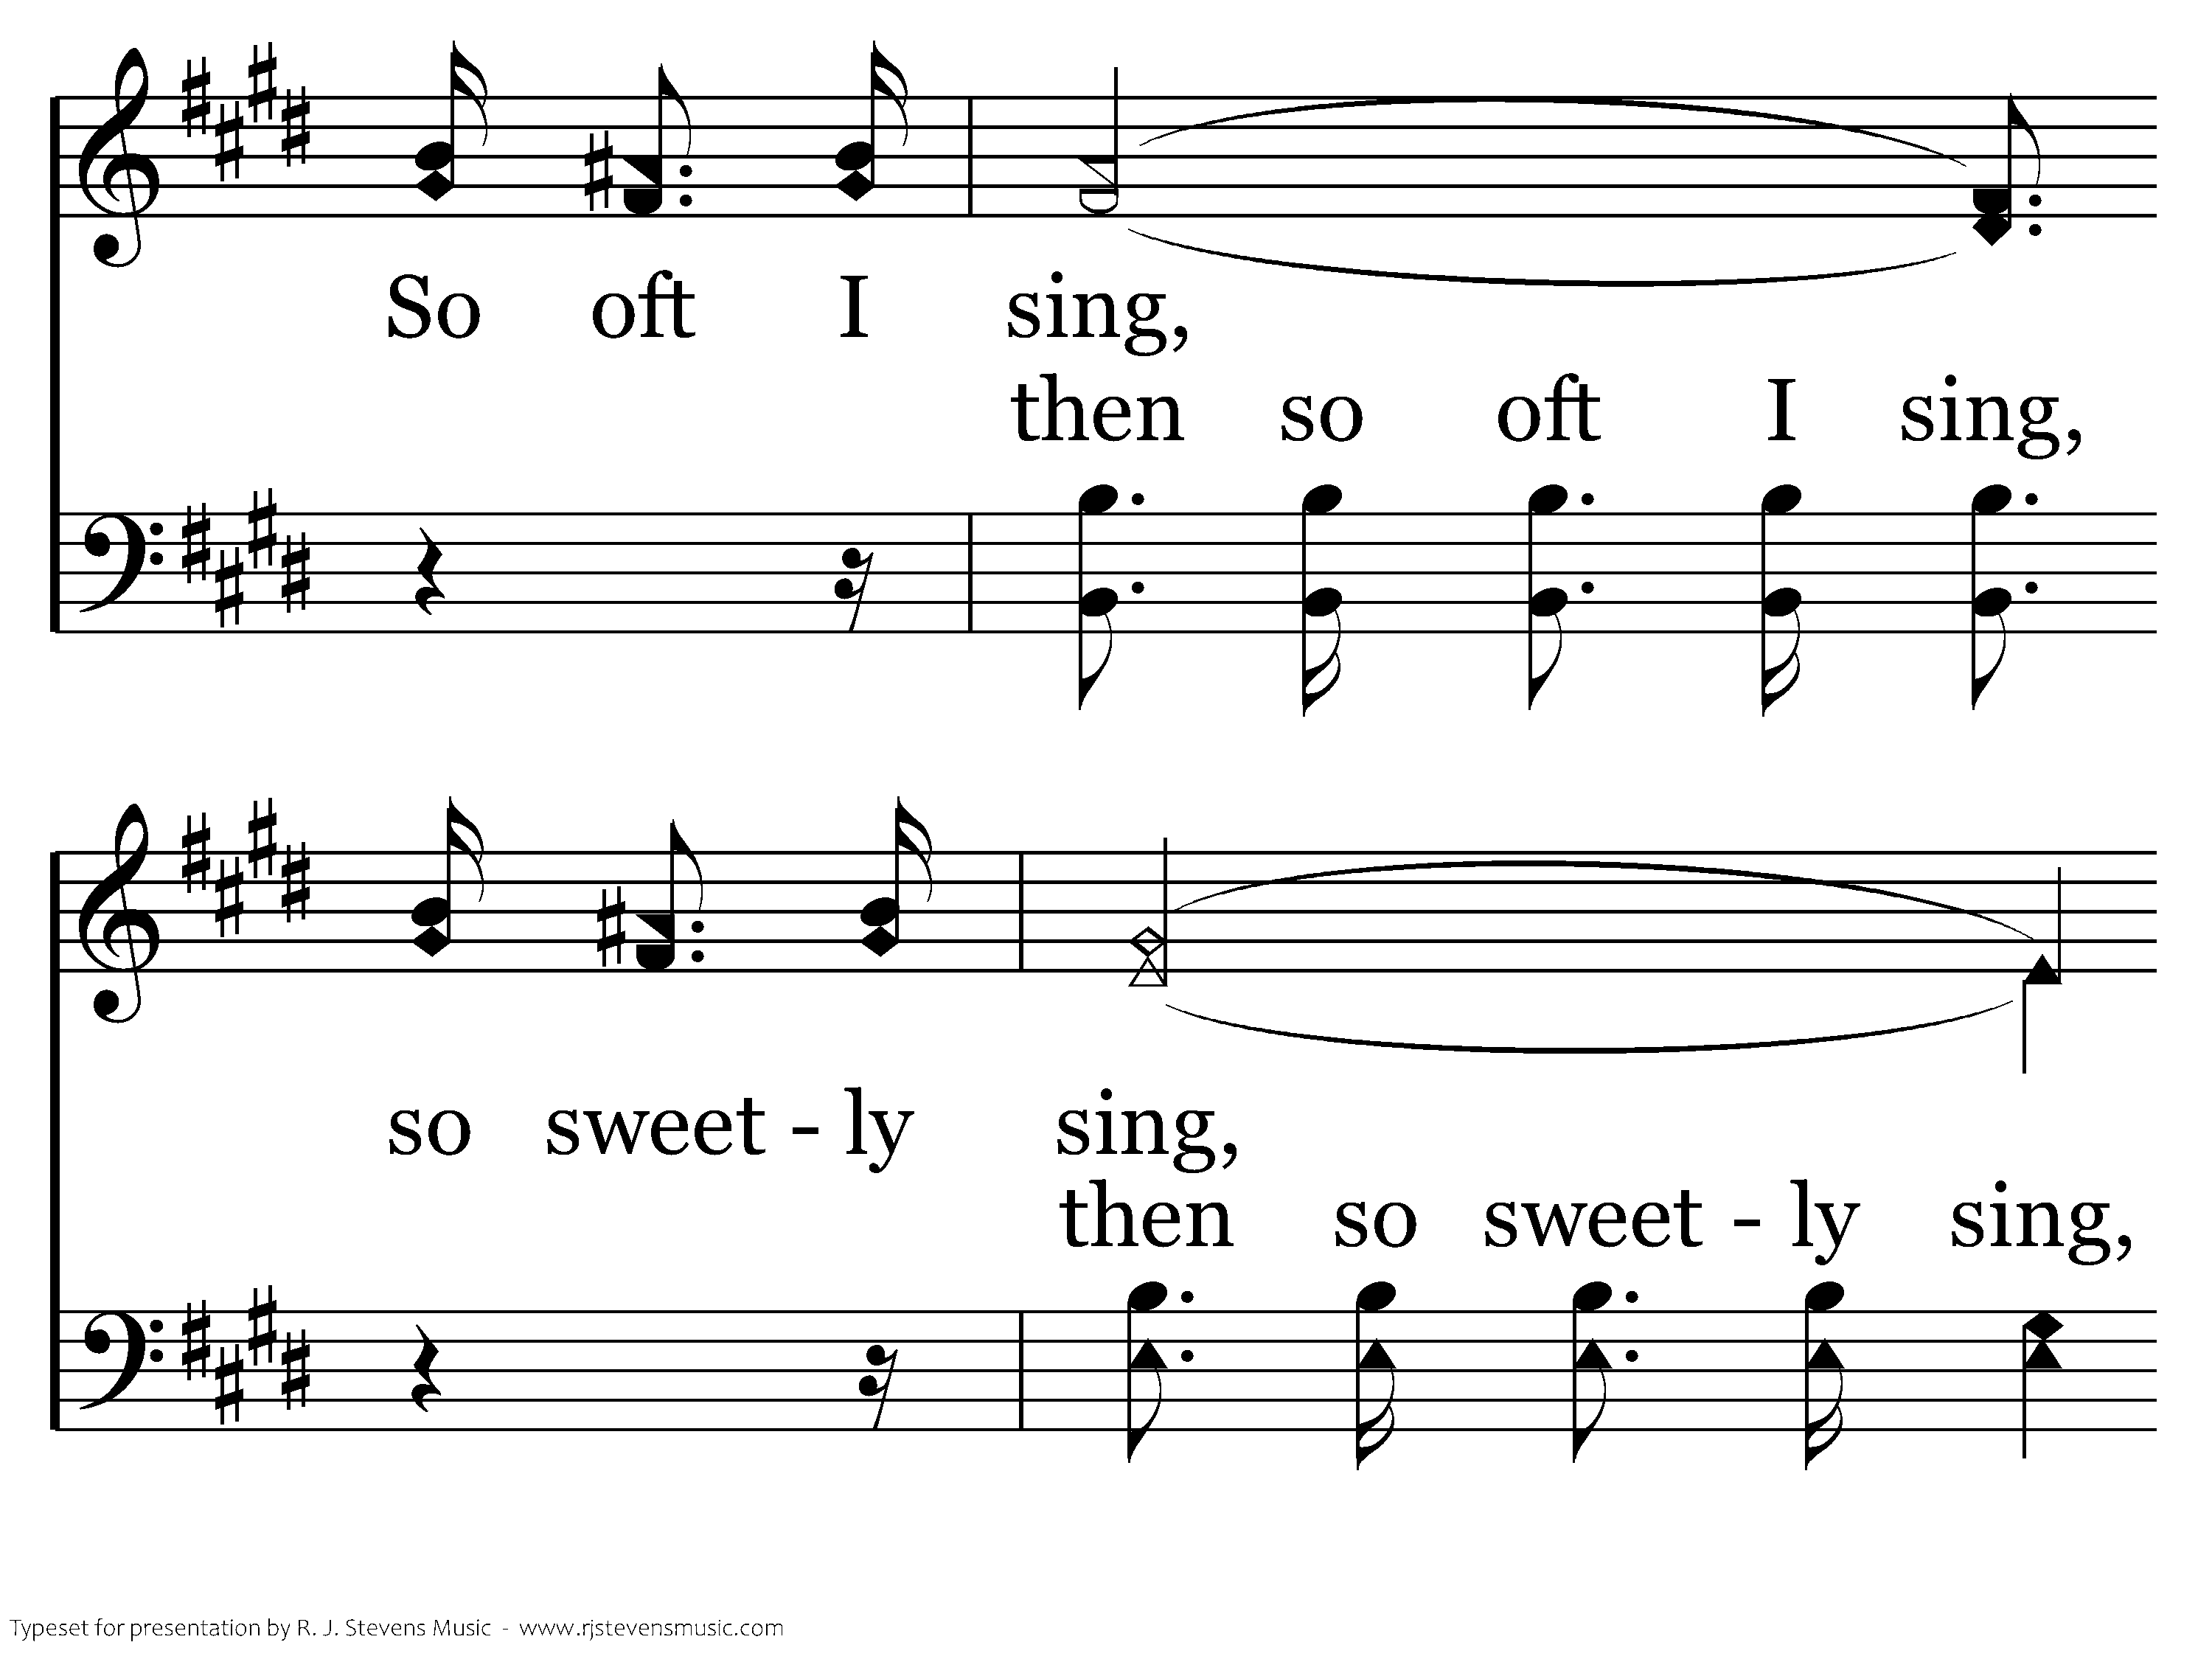 So oft I sing,
then so oft I sing,
so sweet - ly sing,
then so sweet - ly sing,
Typeset for presentation by R. J. Stevens Music - www.rjstevensmusic.com